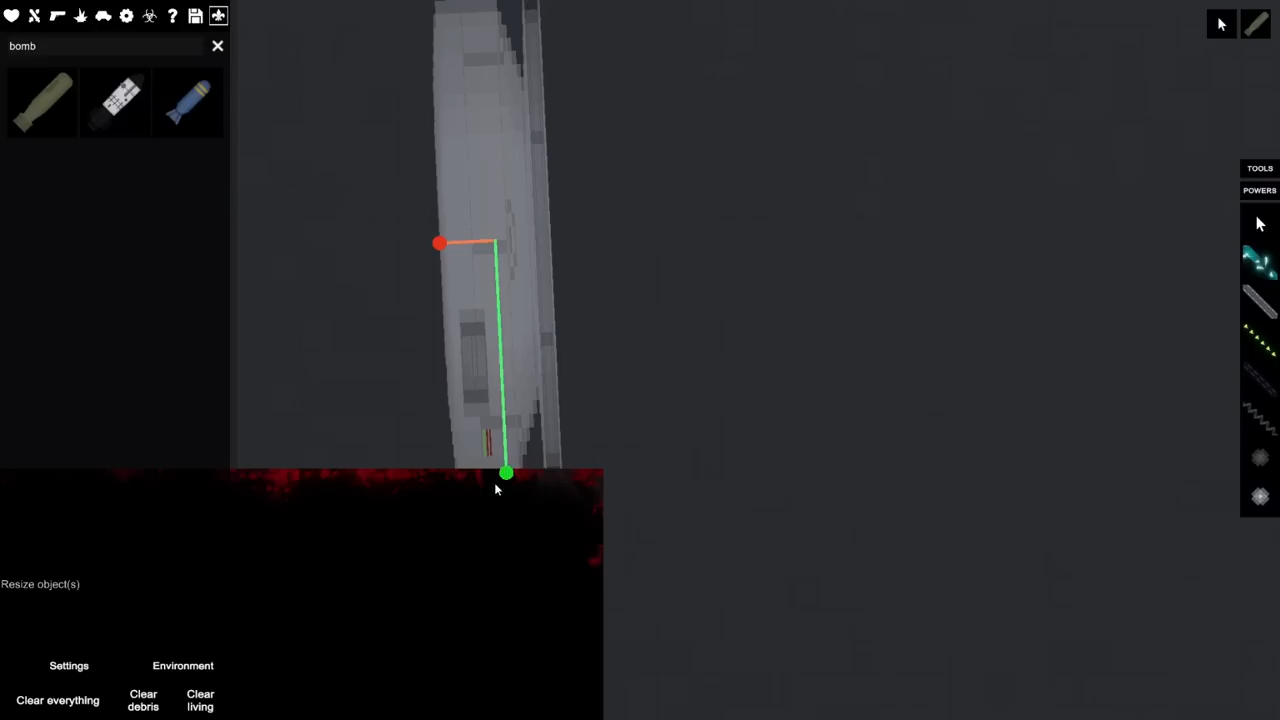 bomb
TOOLS
POWERS
Resize object(s)
Settings
Environment
Clear everything
Clear
debris
Clear
living